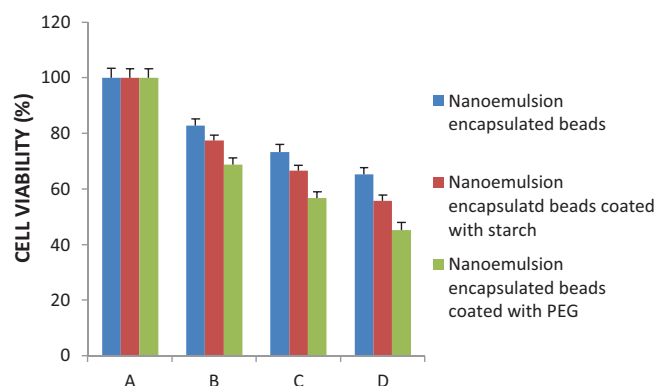 120
100
80
60
40
20
0
CELL VIABILITY (%)
A
B
C
D
Nanoemulsion
encapsulated beads
Nanoemulsion
encapsulatd beads coated
with starch
Nanoemulsion
encapsulated beads
coated with PEG